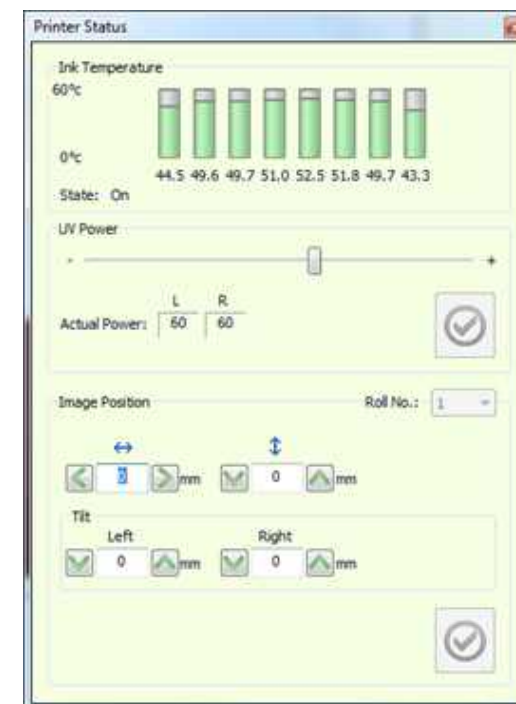 Printer Status
Ink Temperature
60°c
0°c
44.5 49.6 49.7 51.0 52.5 51.8 49.7 43.3
State: On
UV Power
- +
L R
Actual Power: 60 60
Image Position Roll No.: 1
0 mm 0 mm
Tilt
Left Right
0 mm 0 mm